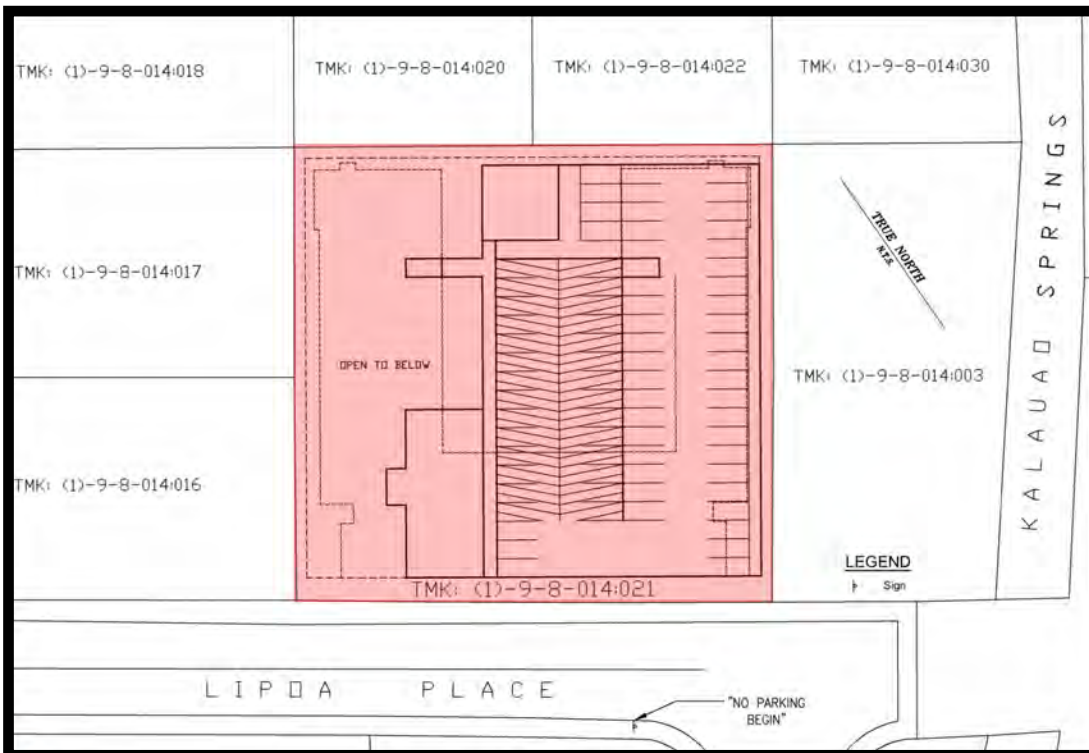 TMK: (1)-9-8-014:018
TMK: (1)-9-8-014:020
TMK: (1)-9-8-014:022
TMK: (1)-9-8-014:030
KALAUAO SPRINGS
TRUE NORTH
N.T.S.
TMK: (1)-9-8-014:017
OPEN TO BELOW
TMK: (1)-9-8-014:003
TMK: (1)-9-8-014:016
LEGEND
Sign
TMK: (1)-9-8-014:021
LIPOA PLACE
"NO PARKING
BEGIN"